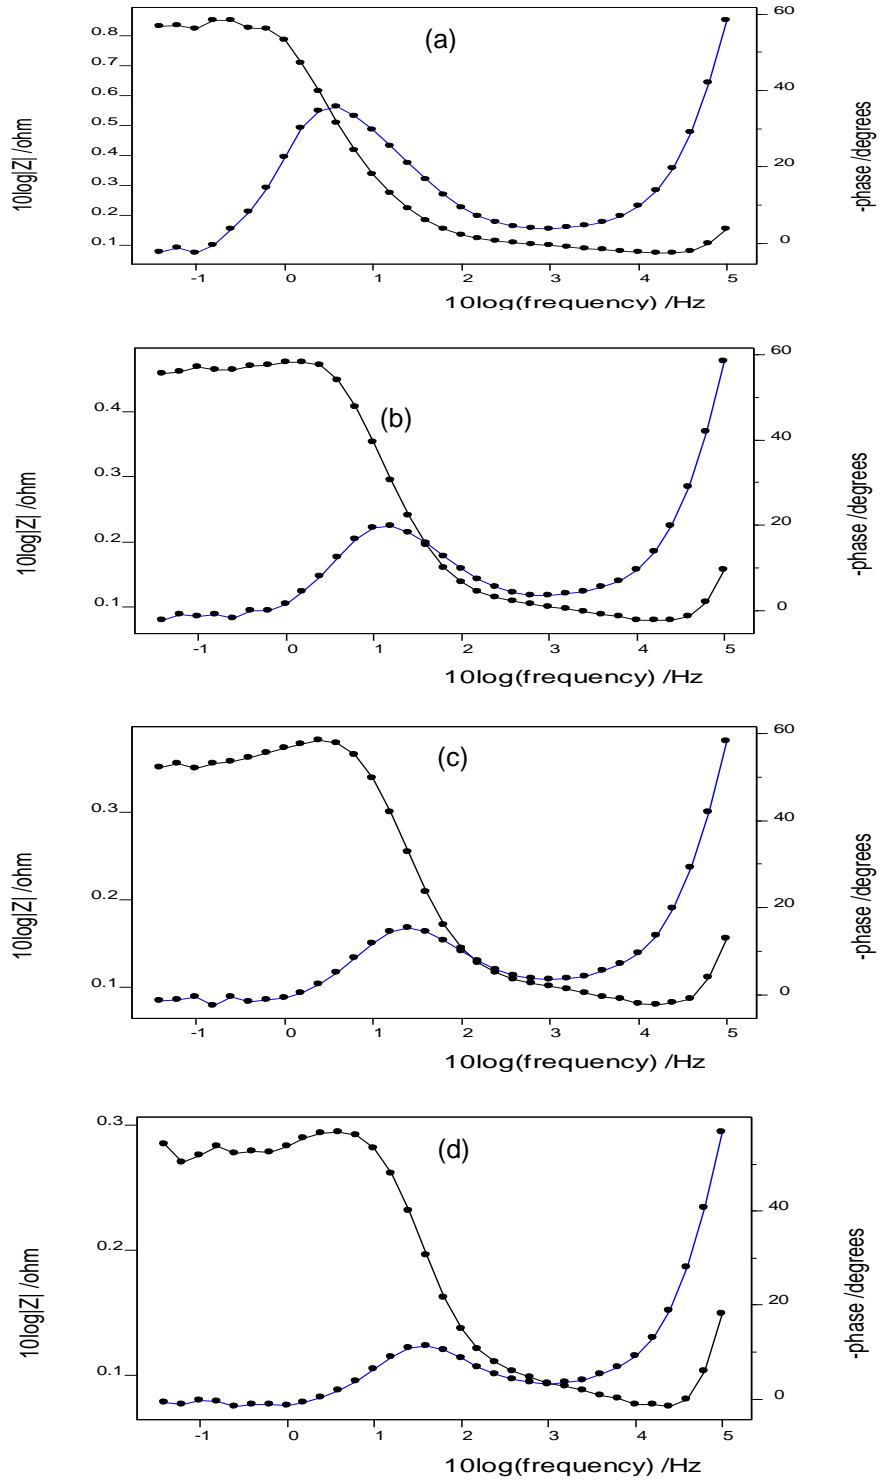 (a)
10log|Z| /ohm
0.8
0.7
0.6
0.5
0.4
0.3
0.2
0.1
60
40
20
0
-phase /degrees
-1 0 1 2 3 4 5
10log(frequency) /Hz
(b)
10log|Z| /ohm
0.4
0.3
0.2
0.1
60
40
20
0
-phase /degrees
-1 0 1 2 3 4 5
10log(frequency) /Hz
(c)
10log|Z| /ohm
0.3
0.2
0.1
60
40
20
0
-phase /degrees
-1 0 1 2 3 4 5
10log(frequency) /Hz
(d)
10log|Z| /ohm
0.3
0.2
0.1
40
20
0
-phase /degrees
-1 0 1 2 3 4 5
10log(frequency) /Hz